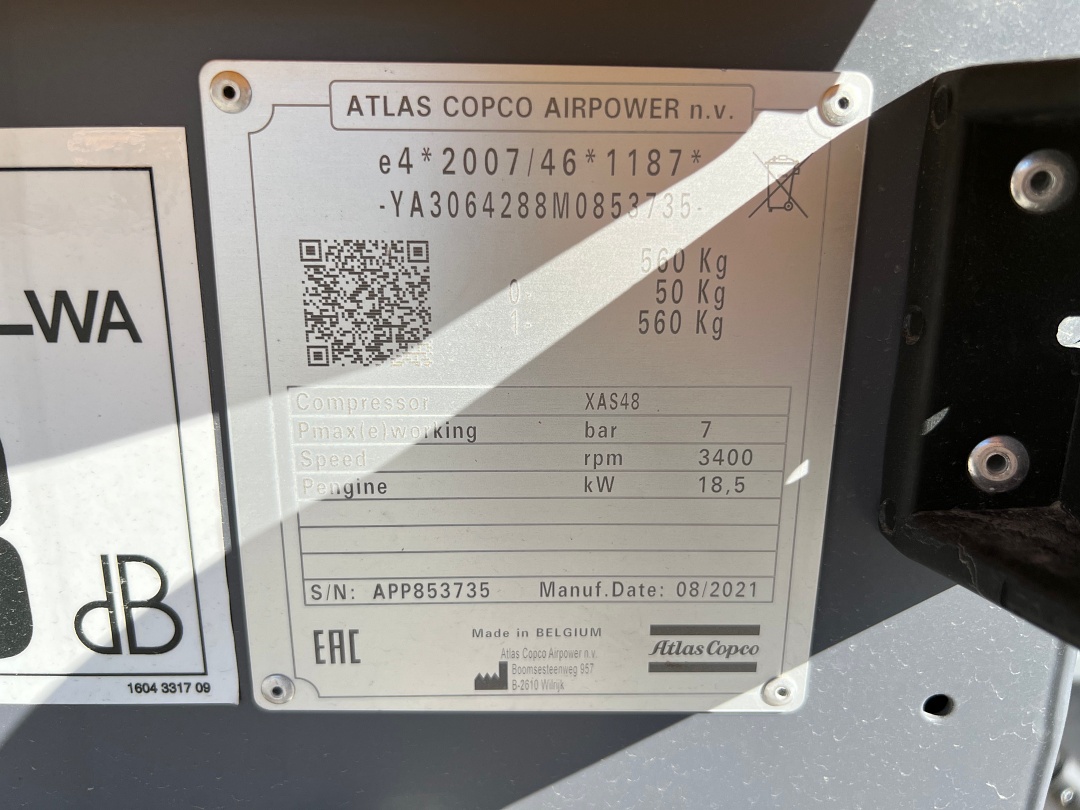 ATLAS COPCO AIRPOWER n.v.
e4*2007/46*1187*
-YA3064288M0853735-
560 Kg
0- 50 Kg
1- 560 Kg
Compressor XAS48
Pmax(e)working bar 7
Speed rpm 3400
Pengine kW 18,5
S/N: APP853735 Manuf.Date: 08/2021
EAC
Made in BELGIUM
Atlas Copco Airpower n.v.
Boomsesteenweg 957
B-2610 Wilrijk
Atlas Copco
WA
dB
1604 3317 09